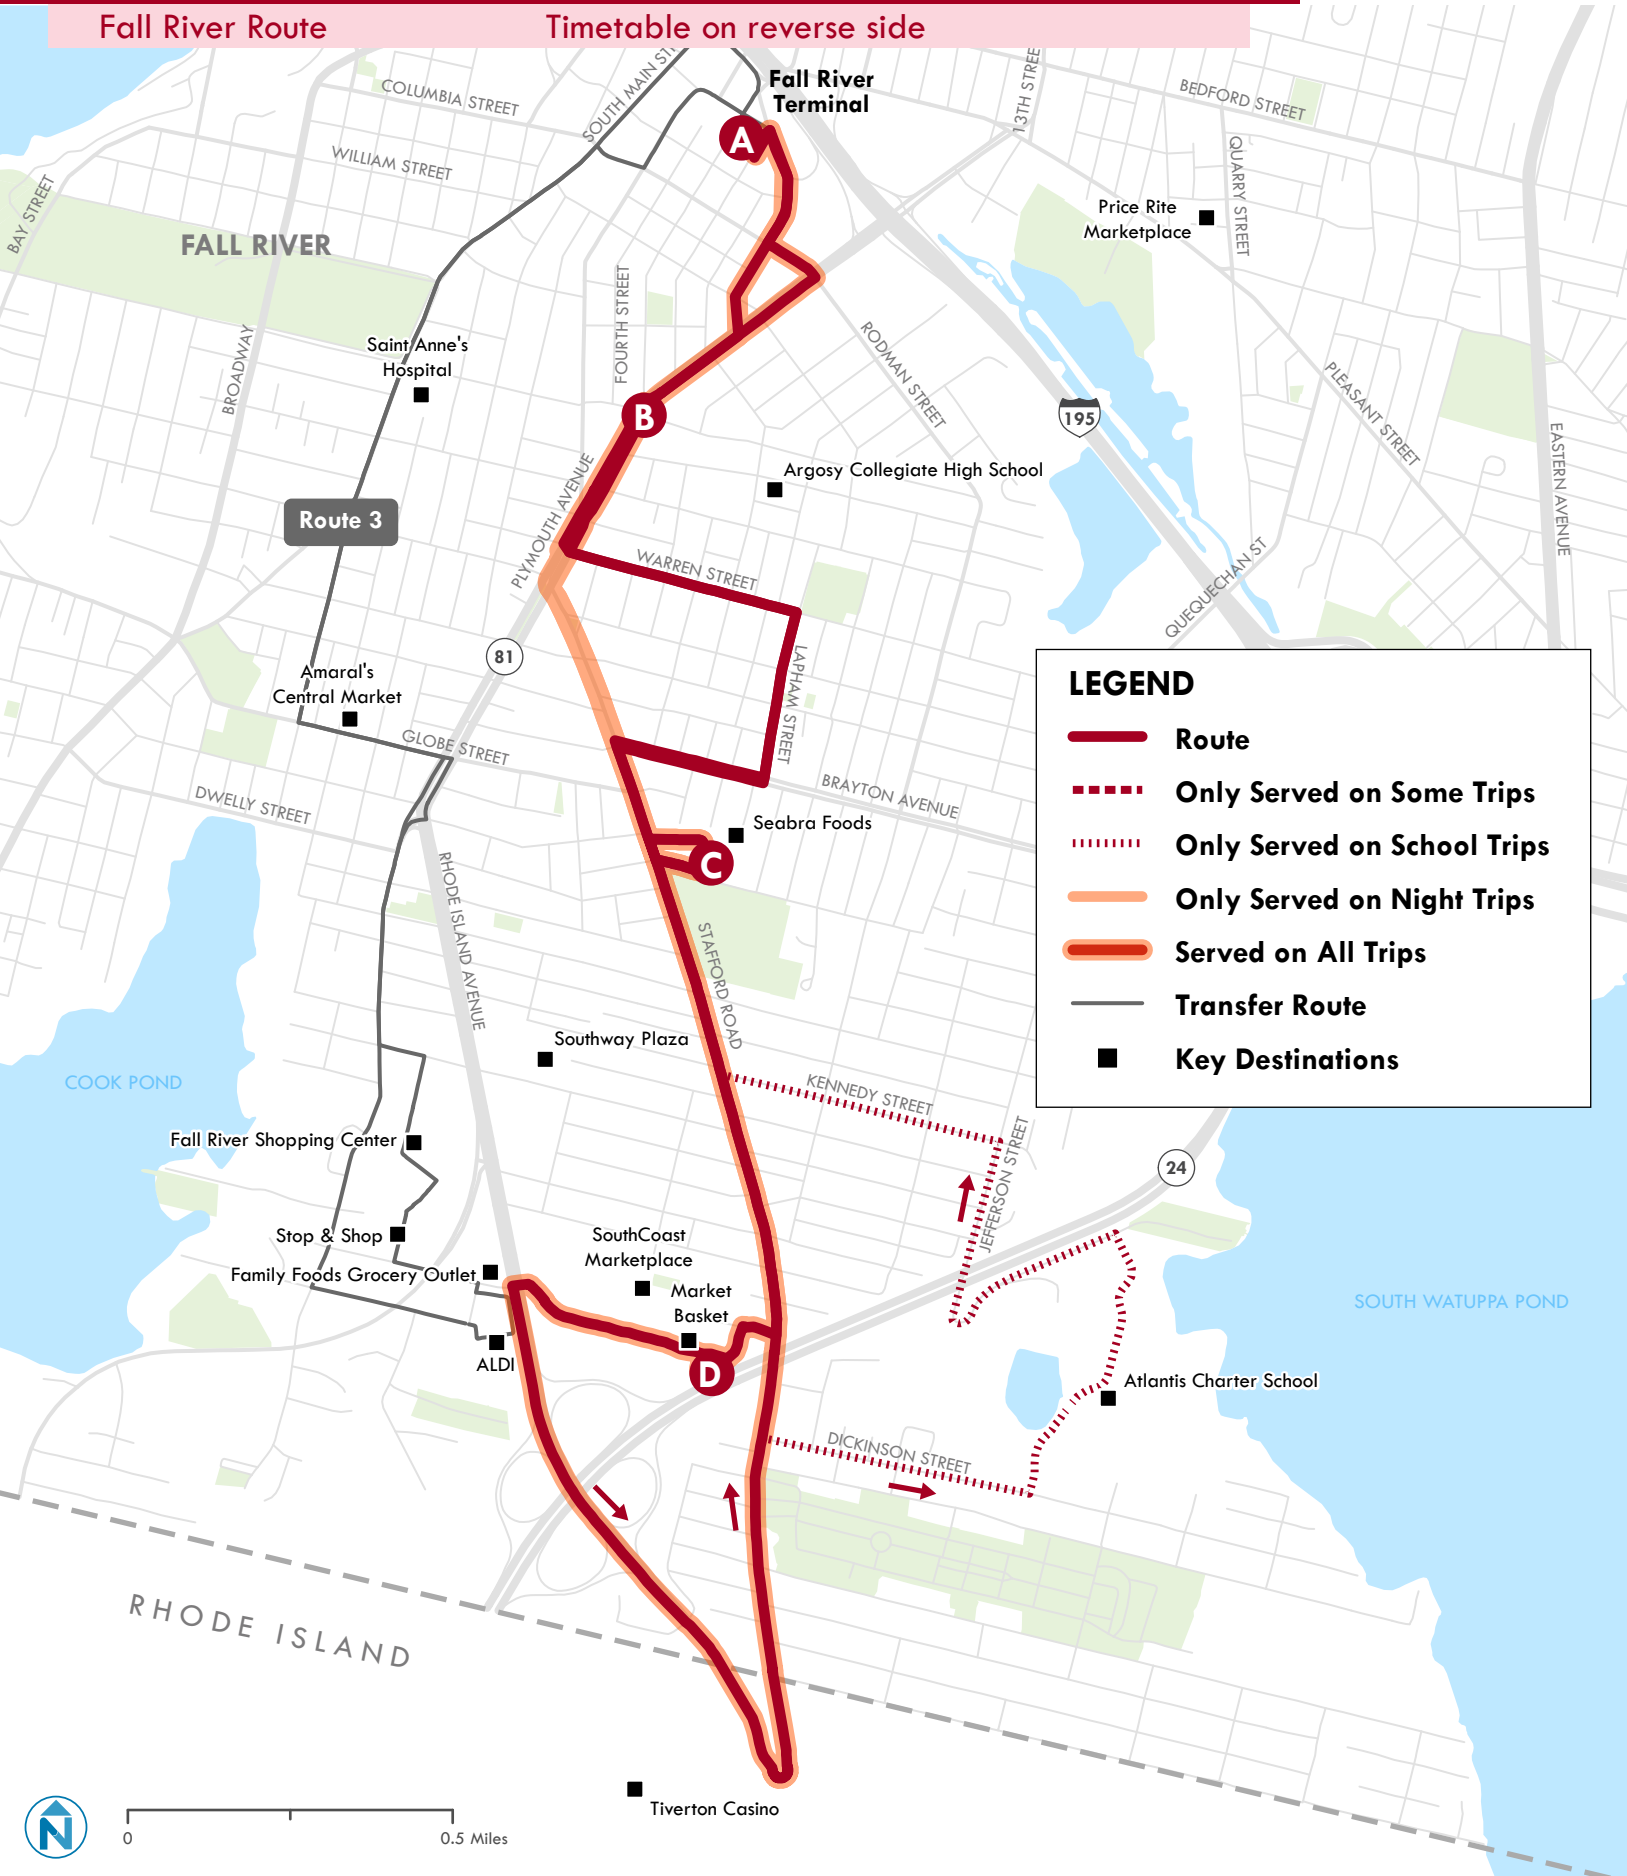 Fall River Route
Timetable on reverse side
COLUMBIA STREET
SOUTH MAIN ST
Fall River
Terminal
A
13TH STREE
BEDFORD STREET
WILLIAM STREET
QUARRY STREET
BAY STREET
Price Rite
Marketplace
FALL RIVER
FOURTH STREET
BROADWAY
Saint Anne's
Hospital
RODMAN STREET
PLEASANT STREET
B
195
EASTERN AVENUE
PLYMOUTH AVENUE
Argosy Collegiate High School
Route 3
WARREN STREET
QUEQUECHAN ST
81
LAPHAM STREET
Amaral's
Central Market
GLOBE STREET
DWELLY STREET
BRAYTON AVENUE
Seabra Foods
C
RHODE ISLAND AVENUE
STAFFORD ROAD
LEGEND
Route
Only Served on Some Trips
Only Served on School Trips
Only Served on Night Trips
Served on All Trips
Transfer Route
Key Destinations
Southway Plaza
COOK POND
KENNEDY STREET
Fall River Shopping Center
JEFFERSON STREET
24
Stop & Shop
SouthCoast
Marketplace
Family Foods Grocery Outlet
Market
Basket
SOUTH WATUPPA POND
ALDI
D
Atlantis Charter School
DICKINSON STREET
RHODE ISLAND
Tiverton Casino
N
0
0.5 Miles